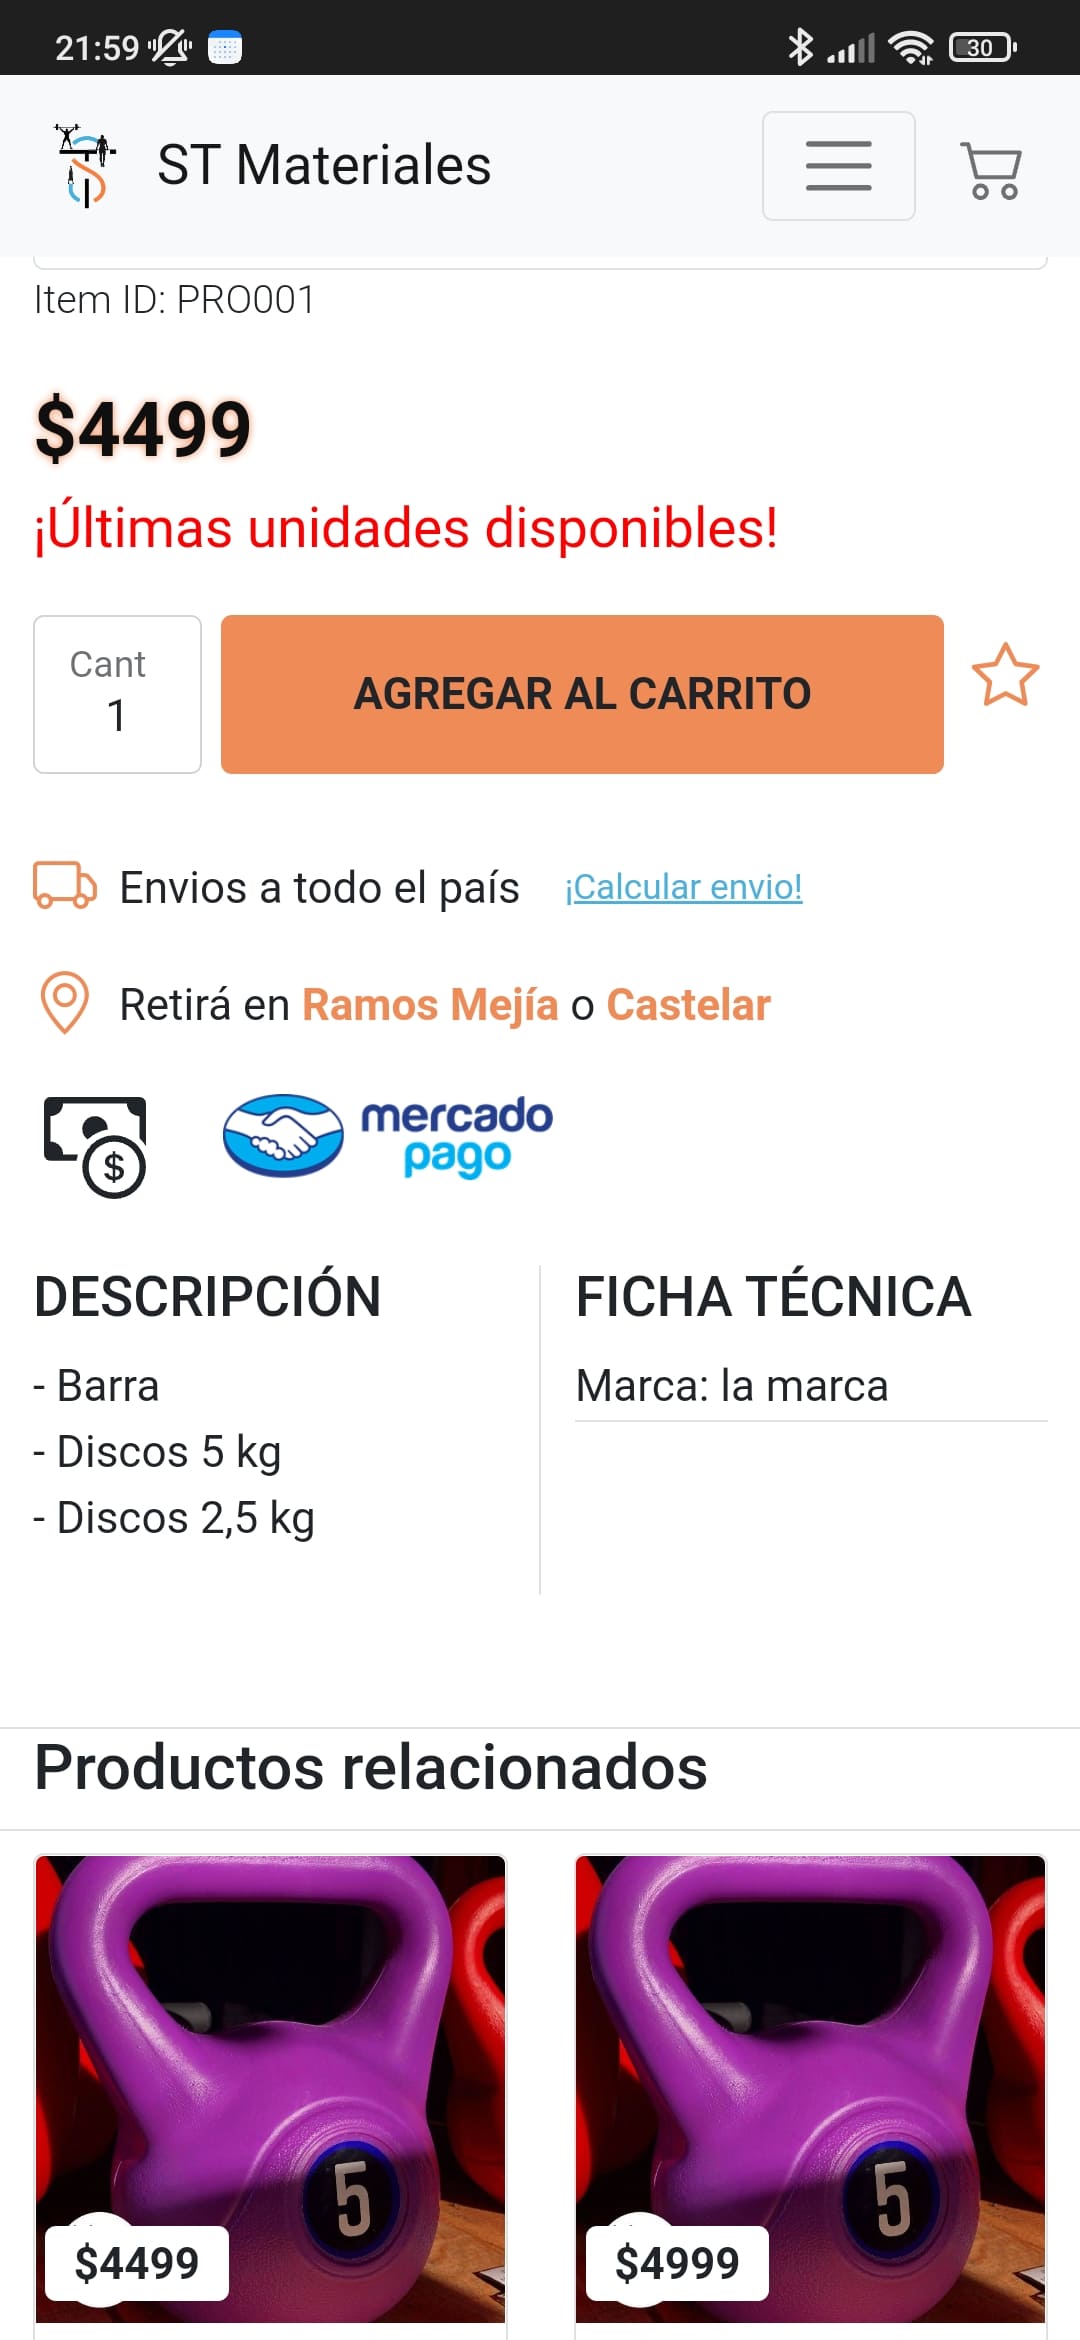 21:59
30
ST Materiales
Item ID: PRO001
$4499
¡Últimas unidades disponibles!
Cant
1
AGREGAR AL CARRITO
Envios a todo el país ¡Calcular envio!
Retirá en Ramos Mejía o Castelar
$
mercado
pago
DESCRIPCIÓN
- Barra
- Discos 5 kg
- Discos 2,5 kg
FICHA TÉCNICA
Marca: la marca
Productos relacionados
5
$4499
5
$4999